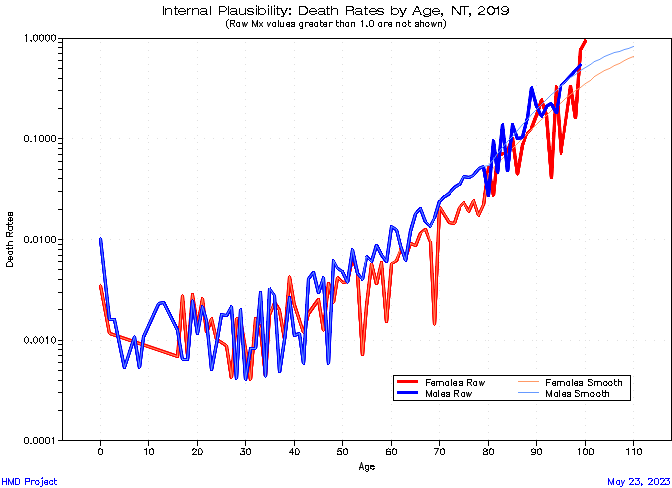 Internal Plausibility: Death Rates by Age, NT, 2019
(Raw Mx values greater than 1.0 are not shown)
1.0000
0.1000
0.0100
0.0010
0.0001
Death Rates
0 10 20 30 40 50 60 70 80 90 100 110
Age
Females Raw Females Smooth
Males Raw Males Smooth
HMD Project May 23, 2023